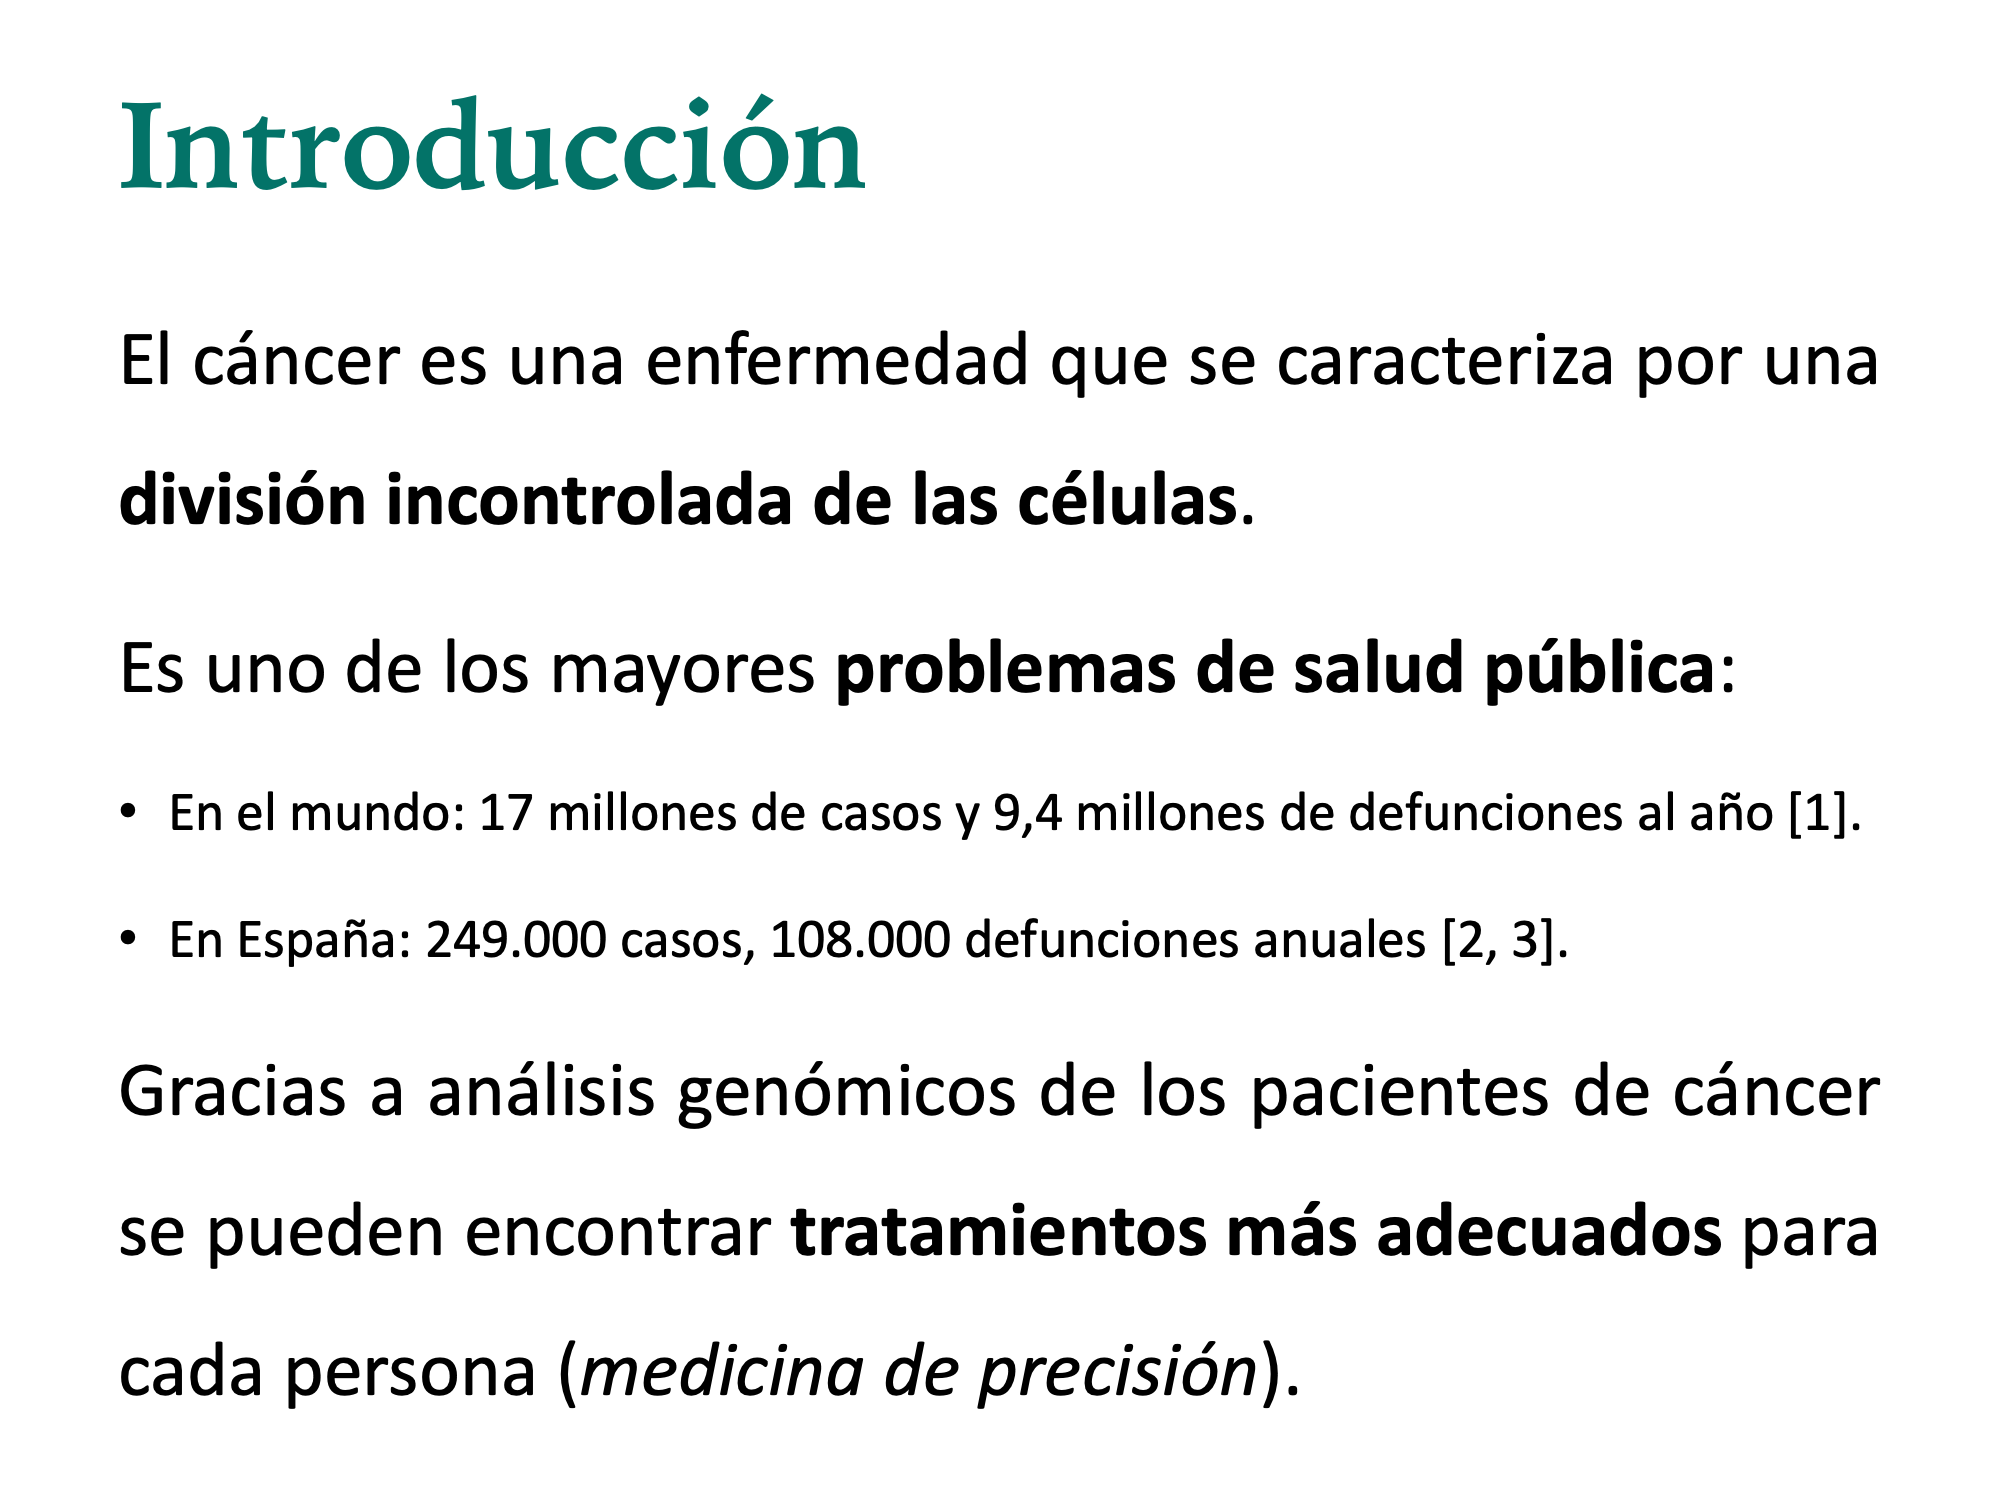 Introducción
El cáncer es una enfermedad que se caracteriza por una
división incontrolada de las células.
Es uno de los mayores problemas de salud pública:
• En el mundo: 17 millones de casos y 9,4 millones de defunciones al año [1].
• En España: 249.000 casos, 108.000 defunciones anuales [2, 3].
Gracias a análisis genómicos de los pacientes de cáncer
se pueden encontrar tratamientos más adecuados para
cada persona (medicina de precisión).